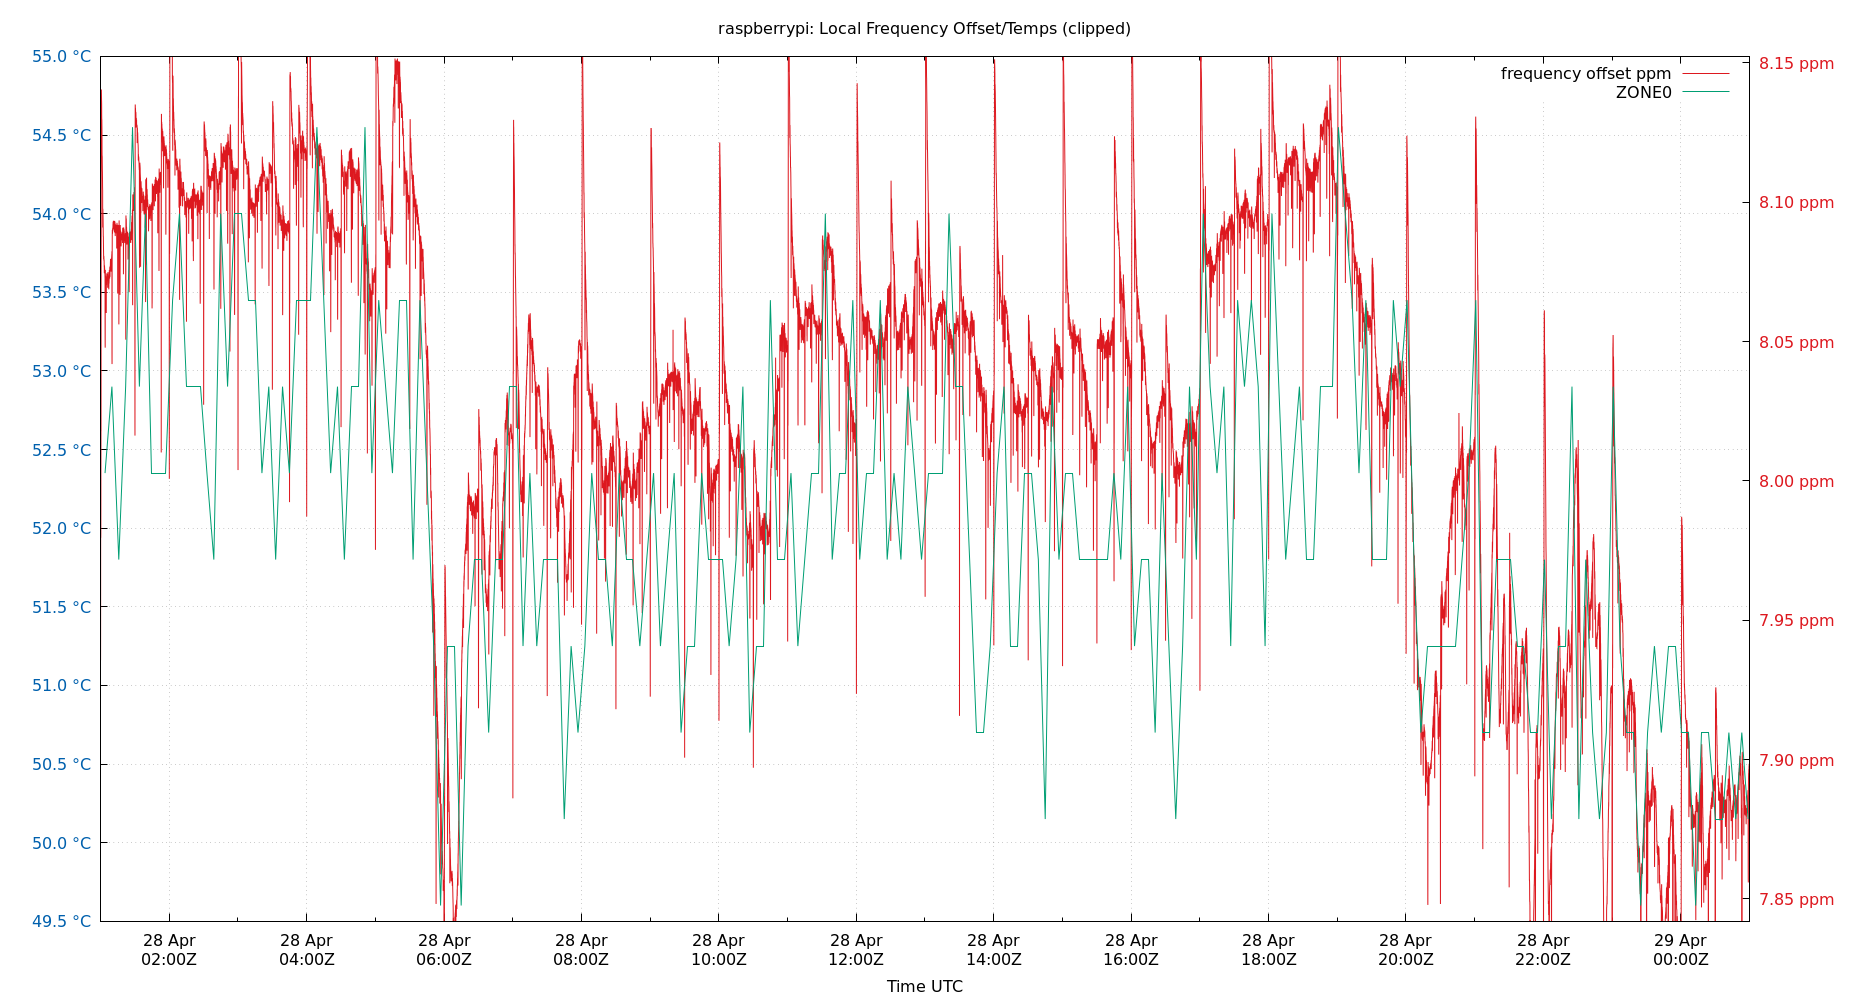 raspberrypi: Local Frequency Offset/Temps (clipped)
frequency offset ppm
ZONE0
55.0 °C
54.5 °C
54.0 °C
53.5 °C
53.0 °C
52.5 °C
52.0 °C
51.5 °C
51.0 °C
50.5 °C
50.0 °C
49.5 °C
8.15 ppm
8.10 ppm
8.05 ppm
8.00 ppm
7.95 ppm
7.90 ppm
7.85 ppm
28 Apr 28 Apr 28 Apr 28 Apr 28 Apr 28 Apr 28 Apr 28 Apr 28 Apr 28 Apr 28 Apr 29 Apr
02:00Z 04:00Z 06:00Z 08:00Z 10:00Z 12:00Z 14:00Z 16:00Z 18:00Z 20:00Z 22:00Z 00:00Z
Time UTC